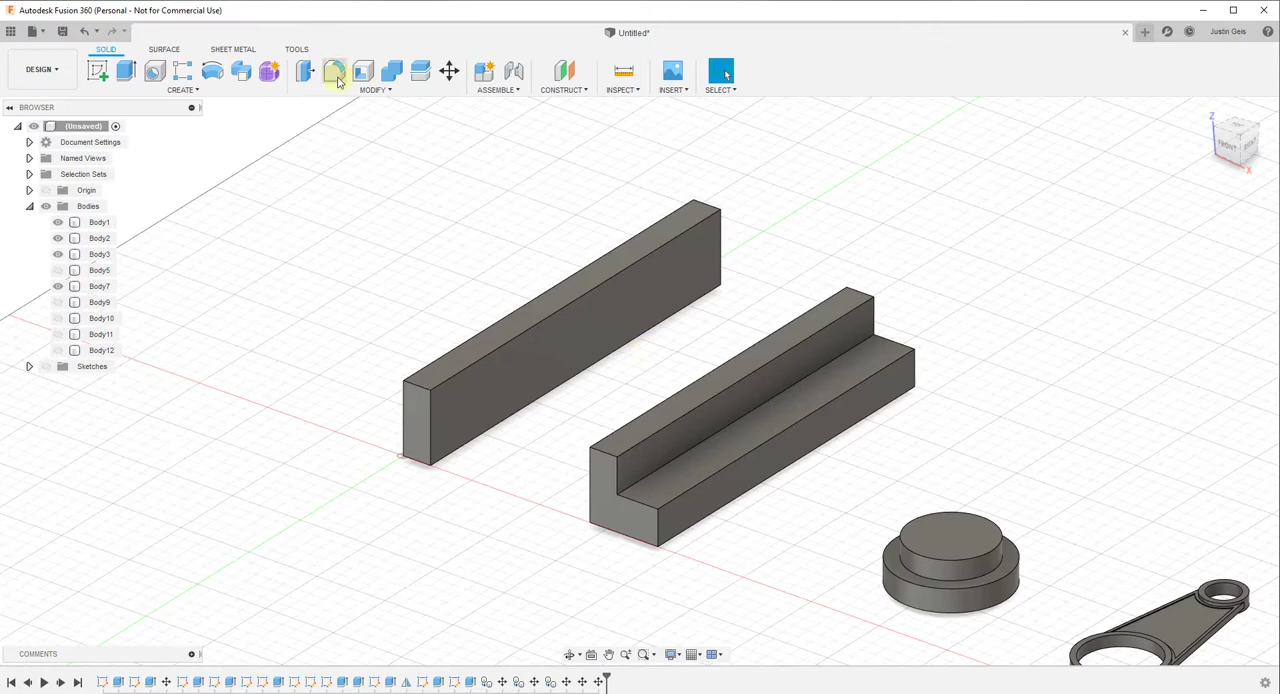 Autodesk Fusion 360 (Personal - Not for Commercial Use)
Untitled*
Justin Geis
DESIGN
SOLID SURFACE SHEET METAL TOOLS
CREATE MODIFY ASSEMBLE CONSTRUCT INSPECT INSERT SELECT
BROWSER
(Unsaved)
Document Settings
Named Views
Selection Sets
Origin
Bodies
Body1
Body2
Body3
Body5
Body7
Body9
Body10
Body11
Body12
Sketches
Z
FRONT
X
COMMENTS